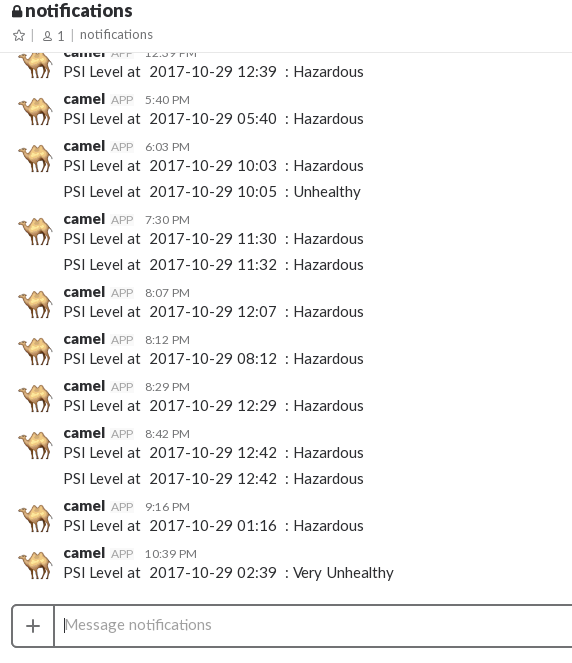 notifications
1 | notifications
camel APP 12:39 PM
PSI Level at 2017-10-29 12:39 : Hazardous
camel APP 5:40 PM
PSI Level at 2017-10-29 05:40 : Hazardous
camel APP 6:03 PM
PSI Level at 2017-10-29 10:03 : Hazardous
PSI Level at 2017-10-29 10:05 : Unhealthy
camel APP 7:30 PM
PSI Level at 2017-10-29 11:30 : Hazardous
PSI Level at 2017-10-29 11:32 : Hazardous
camel APP 8:07 PM
PSI Level at 2017-10-29 12:07 : Hazardous
camel APP 8:12 PM
PSI Level at 2017-10-29 08:12 : Hazardous
camel APP 8:29 PM
PSI Level at 2017-10-29 12:29 : Hazardous
camel APP 8:42 PM
PSI Level at 2017-10-29 12:42 : Hazardous
PSI Level at 2017-10-29 12:42 : Hazardous
camel APP 9:16 PM
PSI Level at 2017-10-29 01:16 : Hazardous
camel APP 10:39 PM
PSI Level at 2017-10-29 02:39 : Very Unhealthy
Message notifications